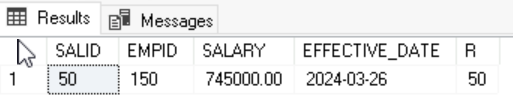 Results Messages
SALID EMPID SALARY EFFECTIVE_DATE R
1 50 150 745000.00 2024-03-26 50